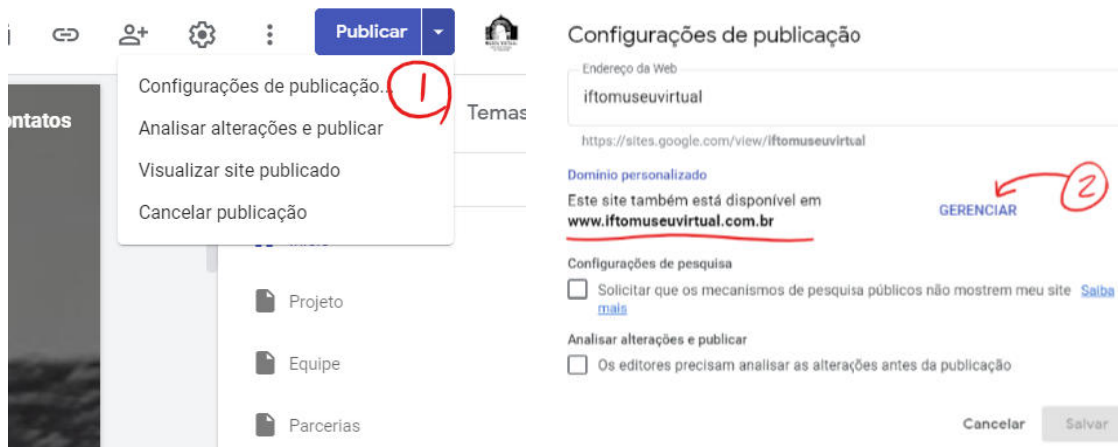 Publicar
Configurações de publicação...
1
Analisar alterações e publicar
Visualizar site publicado
Cancelar publicação
ontatos
Temas
Projeto
Equipe
Parcerias
Configurações de publicação
Endereço da Web
iftomuseuvirtual
https://sites.google.com/view/iftomuseuvirtual
Domínio personalizado
Este site também está disponível em
www.iftomuseuvirtual.com.br
GERENCIAR
2
Configurações de pesquisa
Solicitar que os mecanismos de pesquisa públicos não mostrem meu site Saiba
mais
Analisar alterações e publicar
Os editores precisam analisar as alterações antes da publicação
Cancelar
Salvar